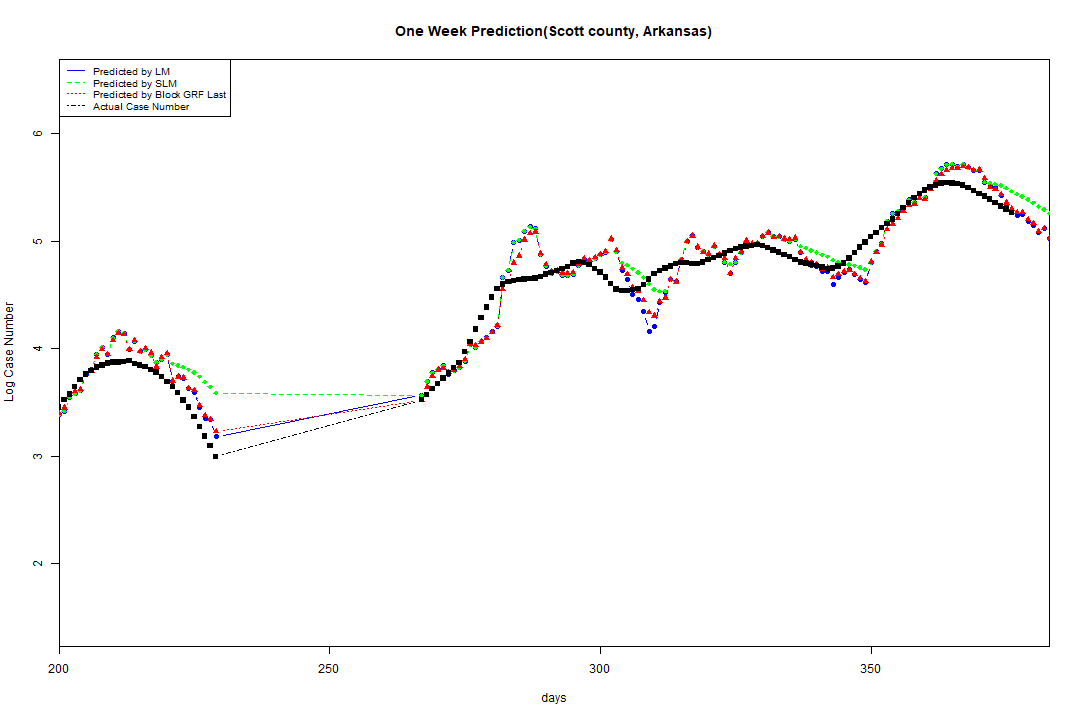 One Week Prediction(Scott county, Arkansas)
Predicted by LM
Predicted by SLM
Predicted by Block GRF Last
Actual Case Number
6
5
4
3
2
Log Case Number
200
250
300
350
days